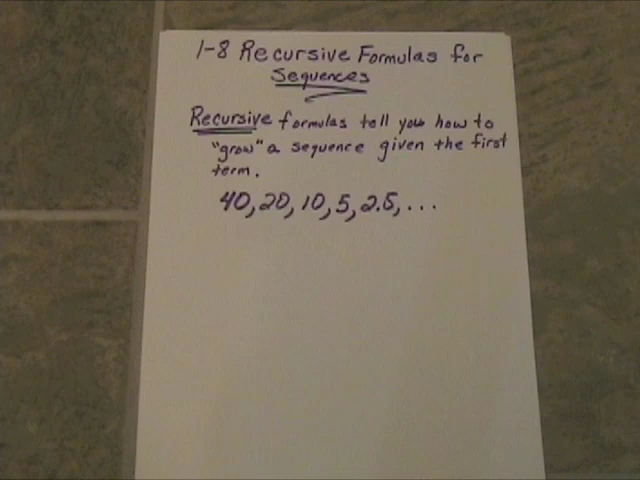 1-8 Recursive Formulas for
Sequences
Recursive formulas tell you how to
"grow" a sequence given the first
term.
40, 20, 10, 5, 2.5, ...